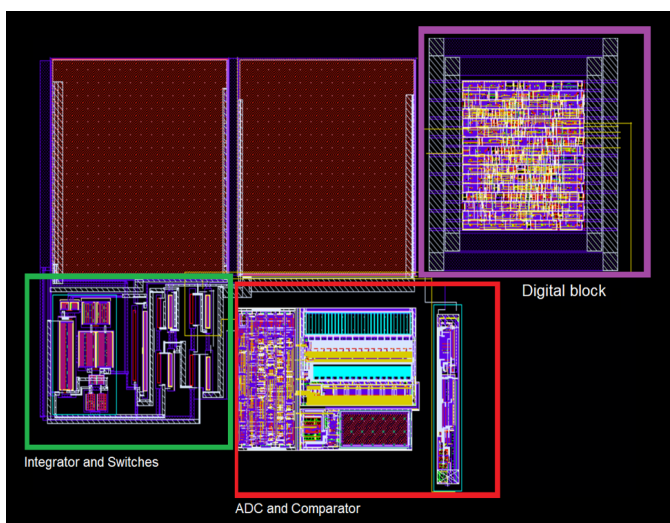 Digital block
Integrator and Switches
ADC and Comparator